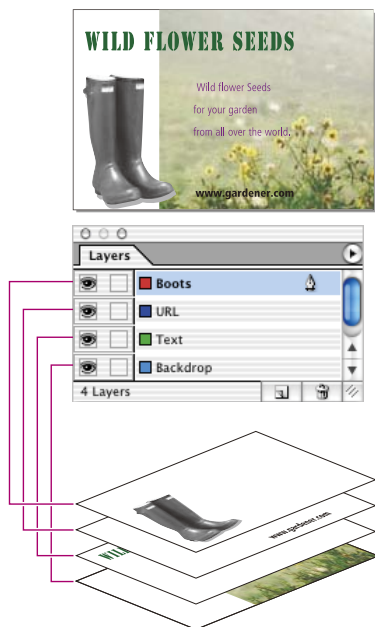 WILD FLOWER SEEDS
Wild flower Seeds
for your garden
from all over the world.
www.gardener.com
Layers
Boots
URL
Text
Backdrop
4 Layers
www.gardener.com
WIL